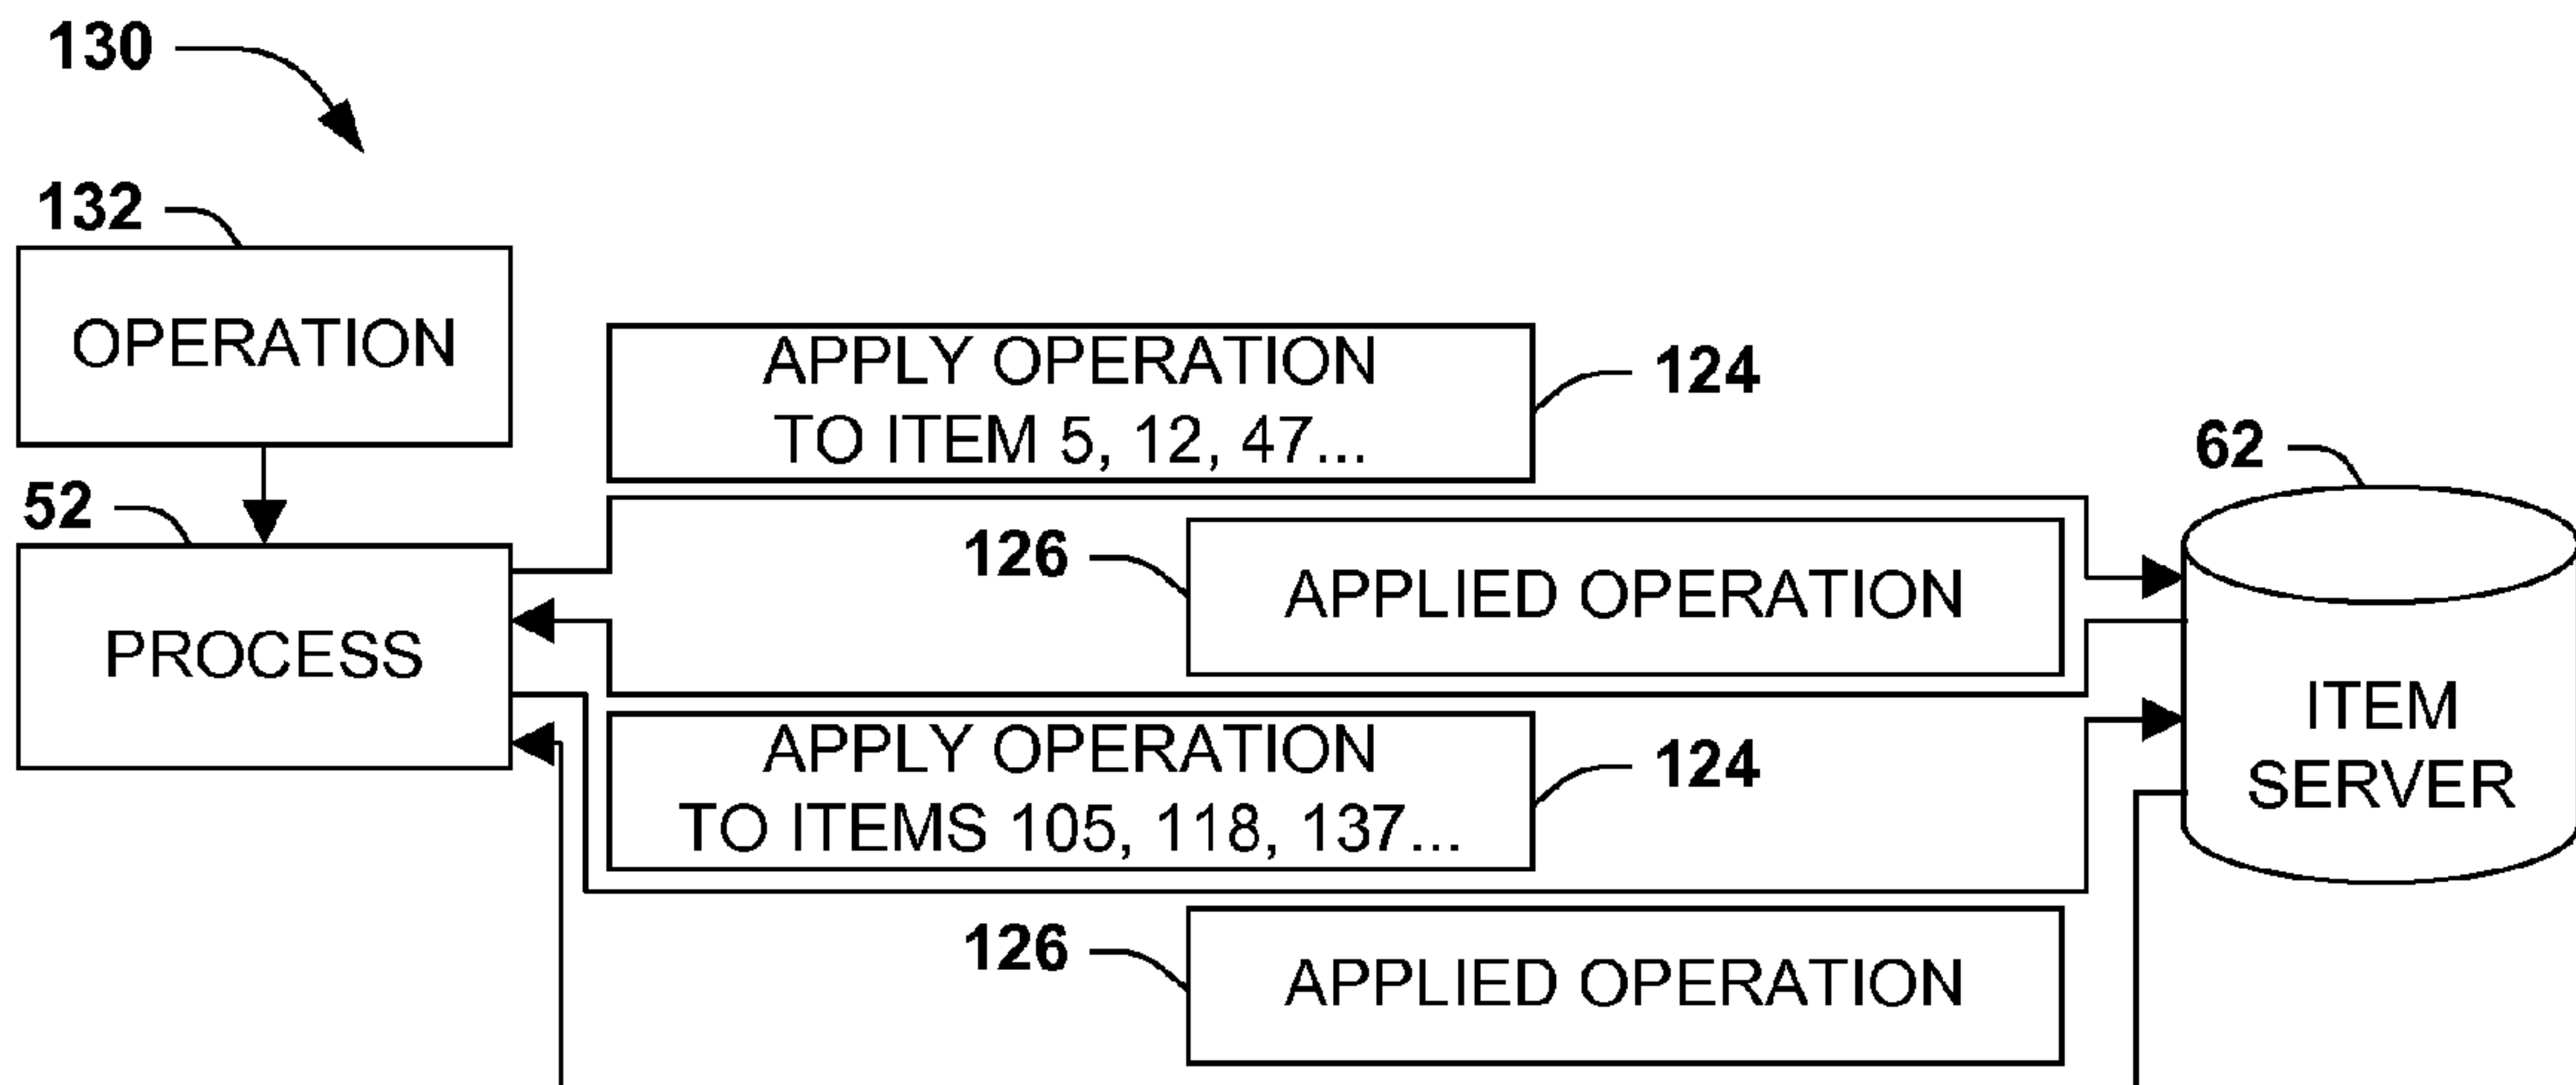 130
132
OPERATION
APPLY OPERATION
TO ITEM 5, 12, 47...
124
62
52
126
APPLIED OPERATION
PROCESS
ITEM
SERVER
APPLY OPERATION
TO ITEMS 105, 118, 137...
124
126
APPLIED OPERATION